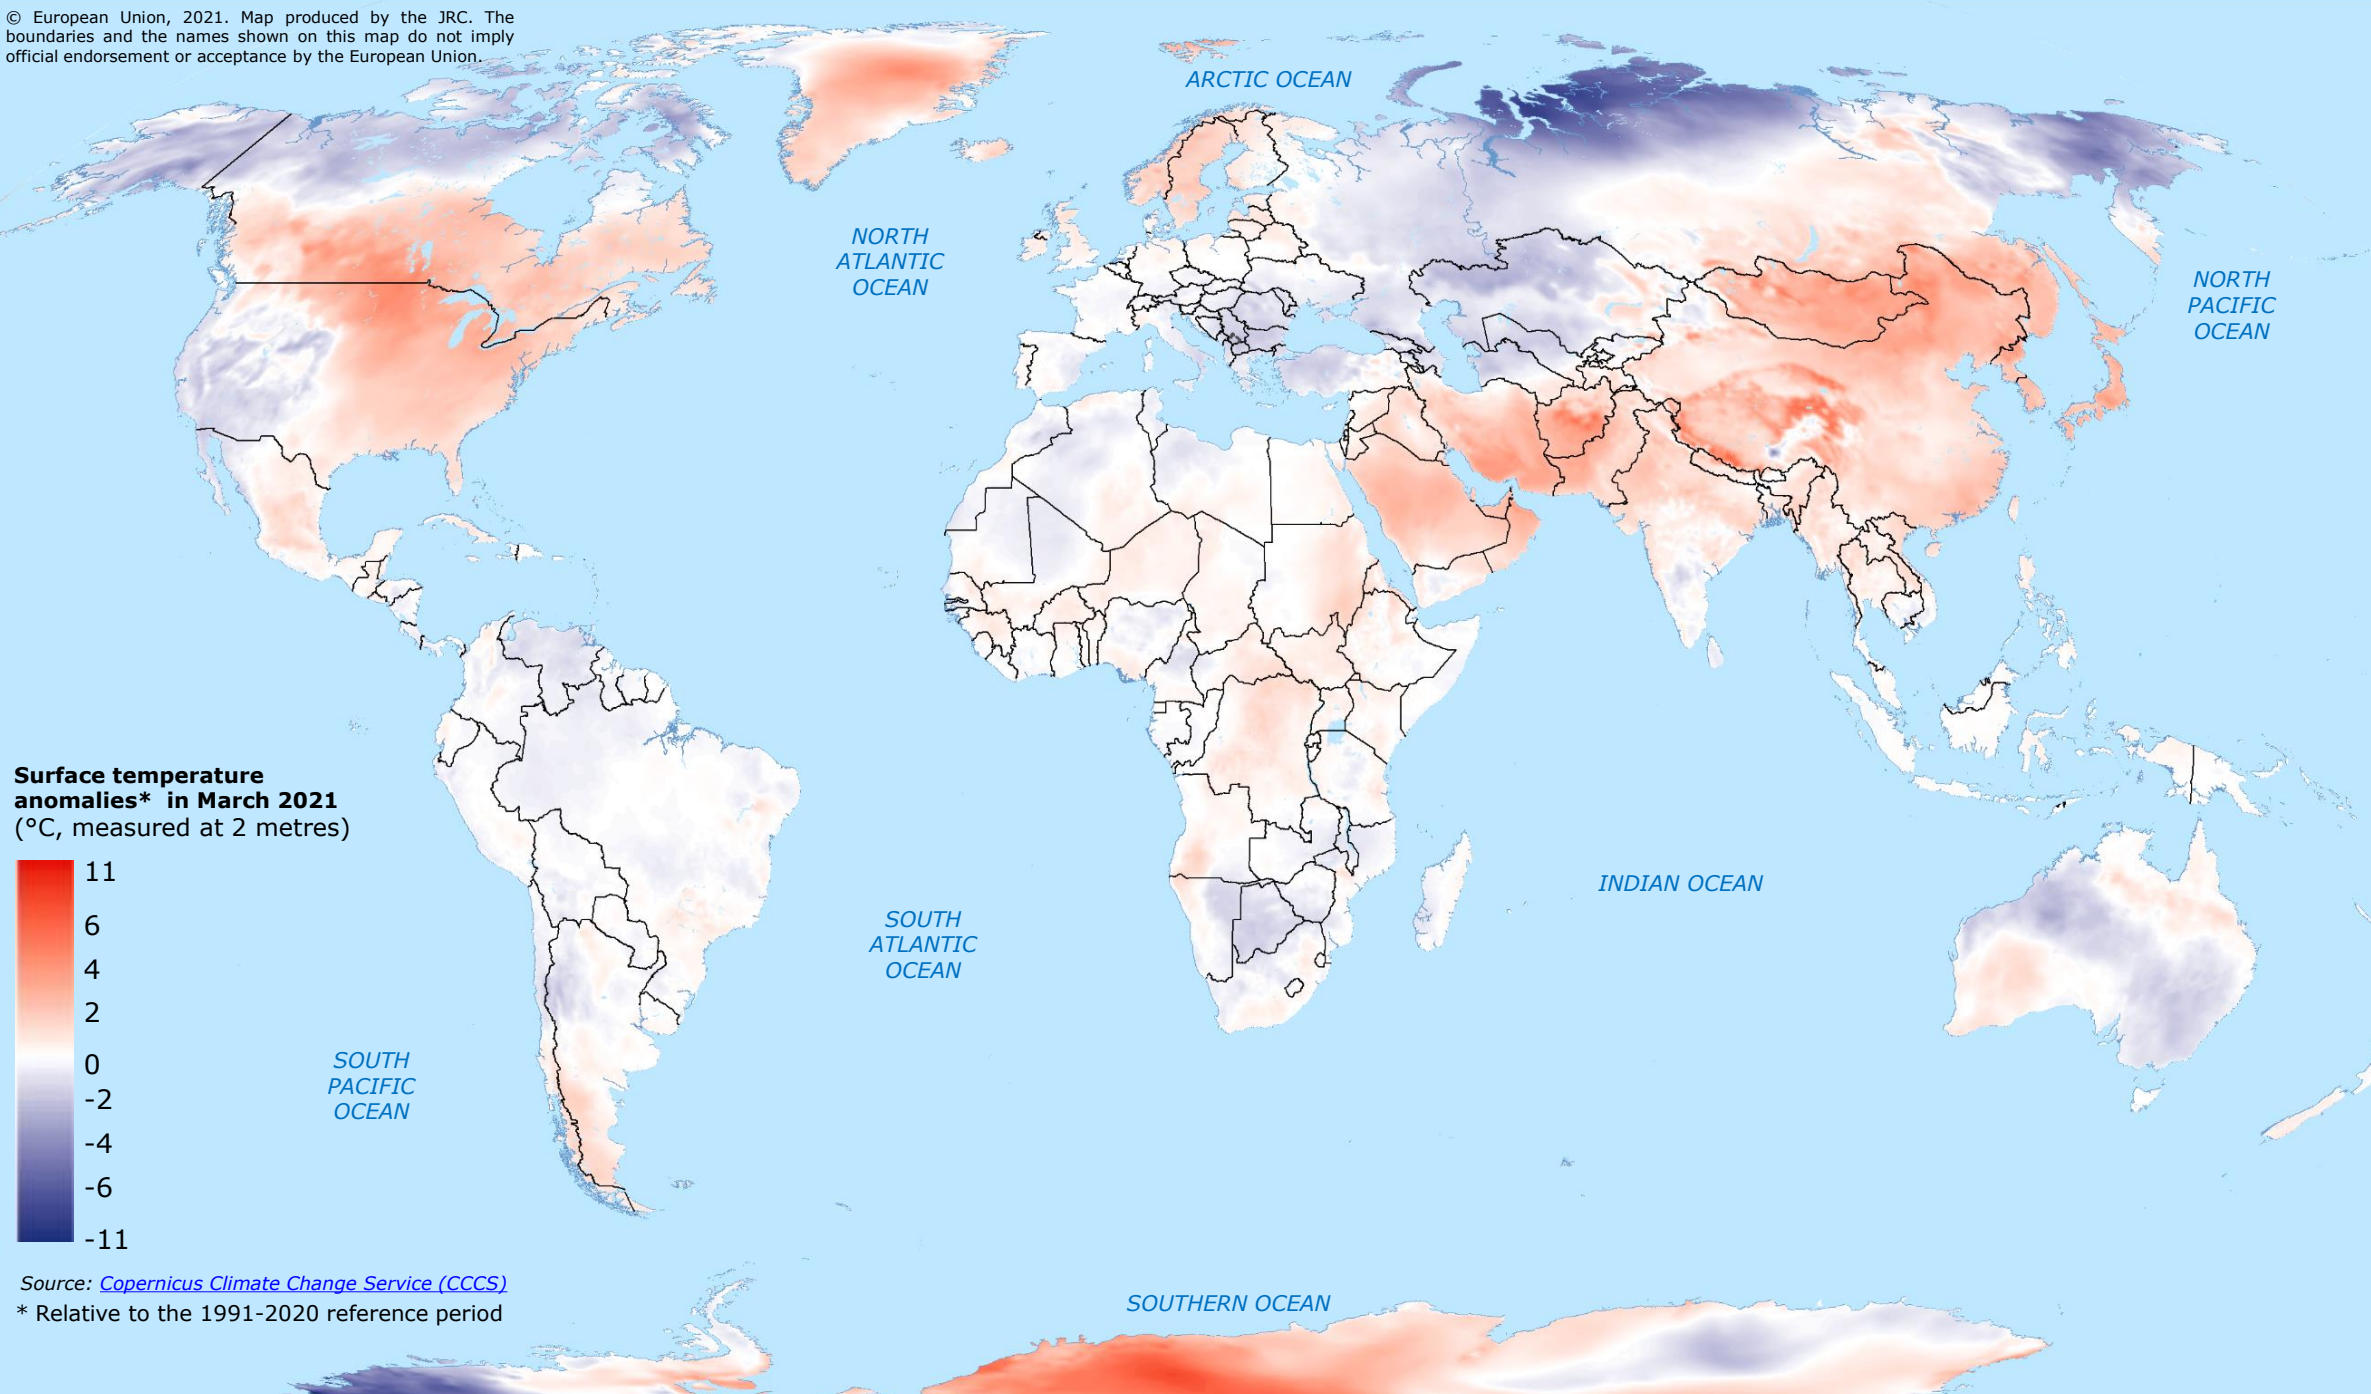 © European Union, 2021. Map produced by the JRC. The
boundaries and the names shown on this map do not imply
official endorsement or acceptance by the European Union.
ARCTIC OCEAN
NORTH
ATLANTIC
OCEAN
NORTH
PACIFIC
OCEAN
Surface temperature
anomalies* in March 2021
(°C, measured at 2 metres)
11
6
4
2
0
-2
-4
-6
-11
INDIAN OCEAN
SOUTH
ATLANTIC
OCEAN
SOUTH
PACIFIC
OCEAN
Source: Copernicus Climate Change Service (CCCS)
* Relative to the 1991-2020 reference period
SOUTHERN OCEAN